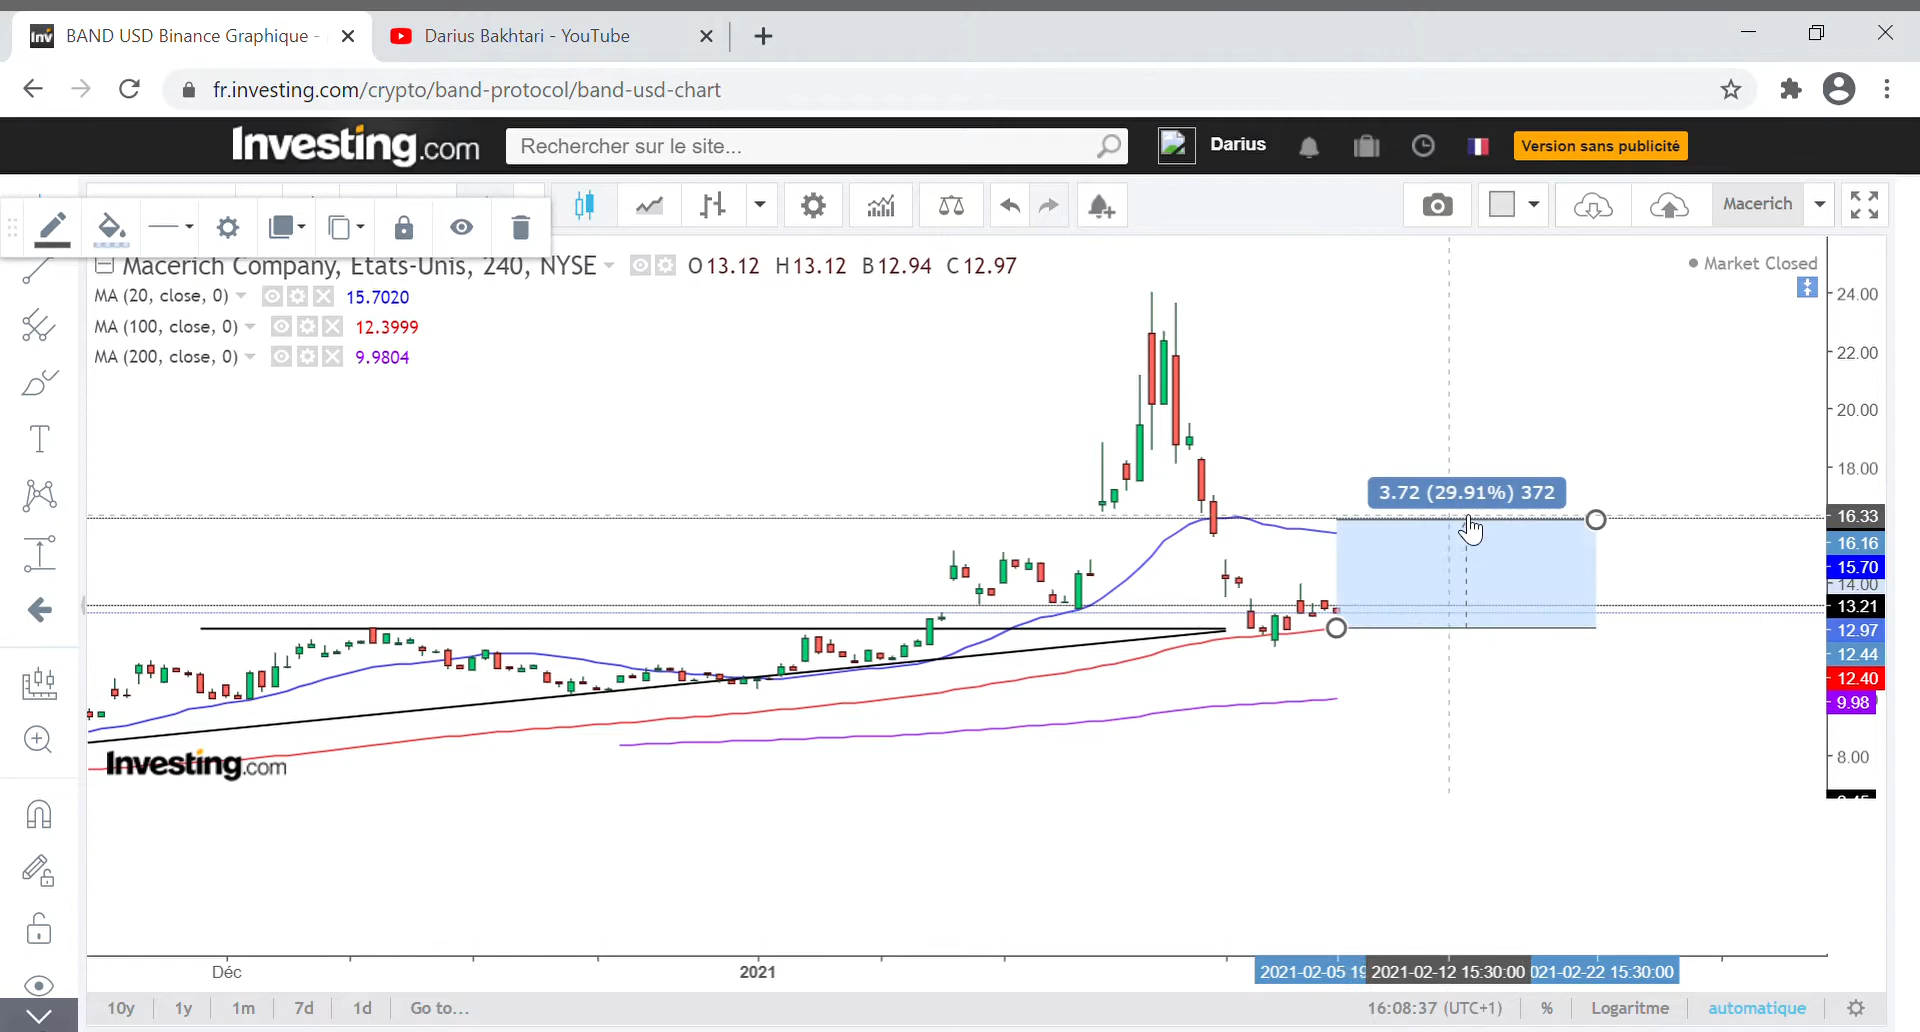 BAND USD Binance Graphique -
Darius Bakhtari - YouTube
fr.investing.com/crypto/band-protocol/band-usd-chart
Investing.com
Rechercher sur le site...
Darius
Version sans publicité
Macerich
Macerich Company, Etats-Unis, 240, NYSE
O 13.12 H 13.12 B 12.94 C 12.97
Market Closed
MA (20, close, 0) 15.7020
MA (100, close, 0) 12.3999
MA (200, close, 0) 9.9804
24.00
22.00
20.00
18.00
3.72 (29.91%) 372
16.33
16.16
15.70
14.00
13.21
12.97
12.44
12.40
9.98
8.00
Investing.com
Déc
2021
2021-02-05 19
2021-02-12 15:30:00
021-02-22 15:30:00
10y
1y
1m
7d
1d
Go to...
16:08:37 (UTC+1)
%
Logaritme
automatique